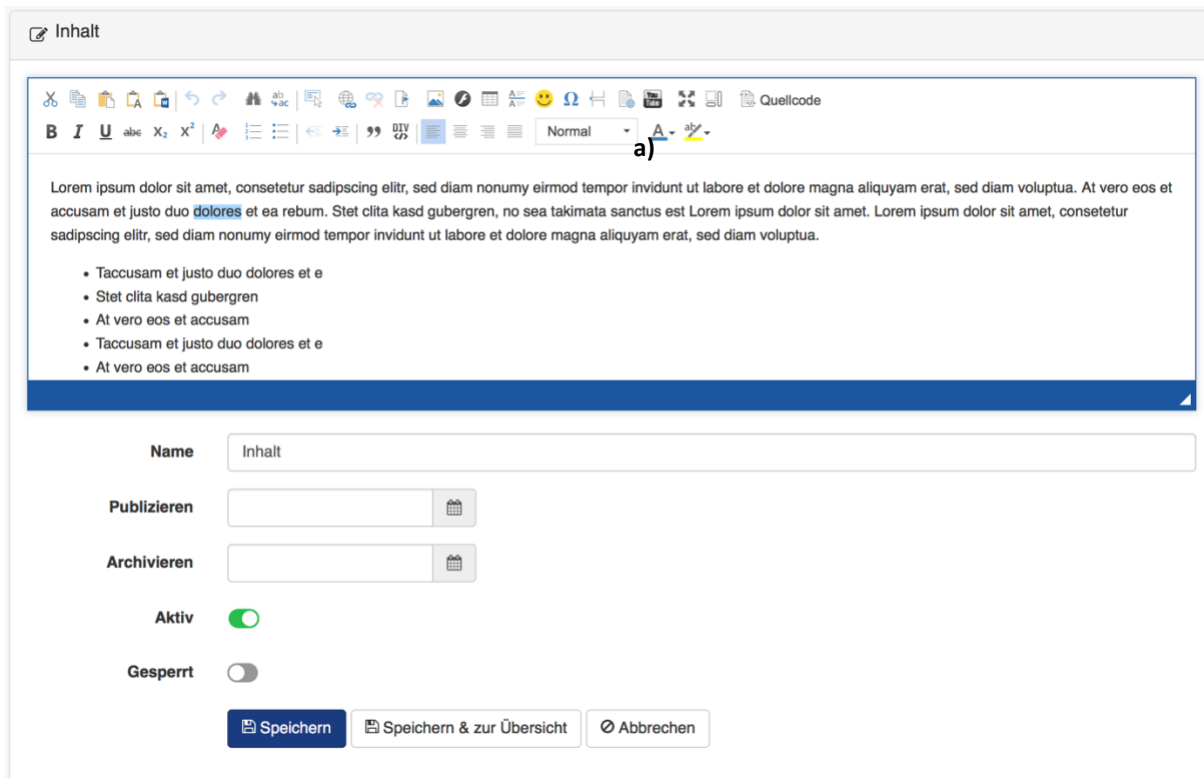 Inhalt
Quellcode
B I U abc X₂ X² DIV Normal A
a)
Lorem ipsum dolor sit amet, consetetur sadipscing elitr, sed diam nonumy eirmod tempor invidunt ut labore et dolore magna aliquyam erat, sed diam voluptua. At vero eos et
accusam et justo duo dolores et ea rebum. Stet clita kasd gubergren, no sea takimata sanctus est Lorem ipsum dolor sit amet. Lorem ipsum dolor sit amet, consetetur
sadipscing elitr, sed diam nonumy eirmod tempor invidunt ut labore et dolore magna aliquyam erat, sed diam voluptua.
• Taccusam et justo duo dolores et e
• Stet clita kasd gubergren
• At vero eos et accusam
• Taccusam et justo duo dolores et e
• At vero eos et accusam
Name Inhalt
Publizieren
Archivieren
Aktiv
Gesperrt
Speichern Speichern & zur Übersicht Abbrechen